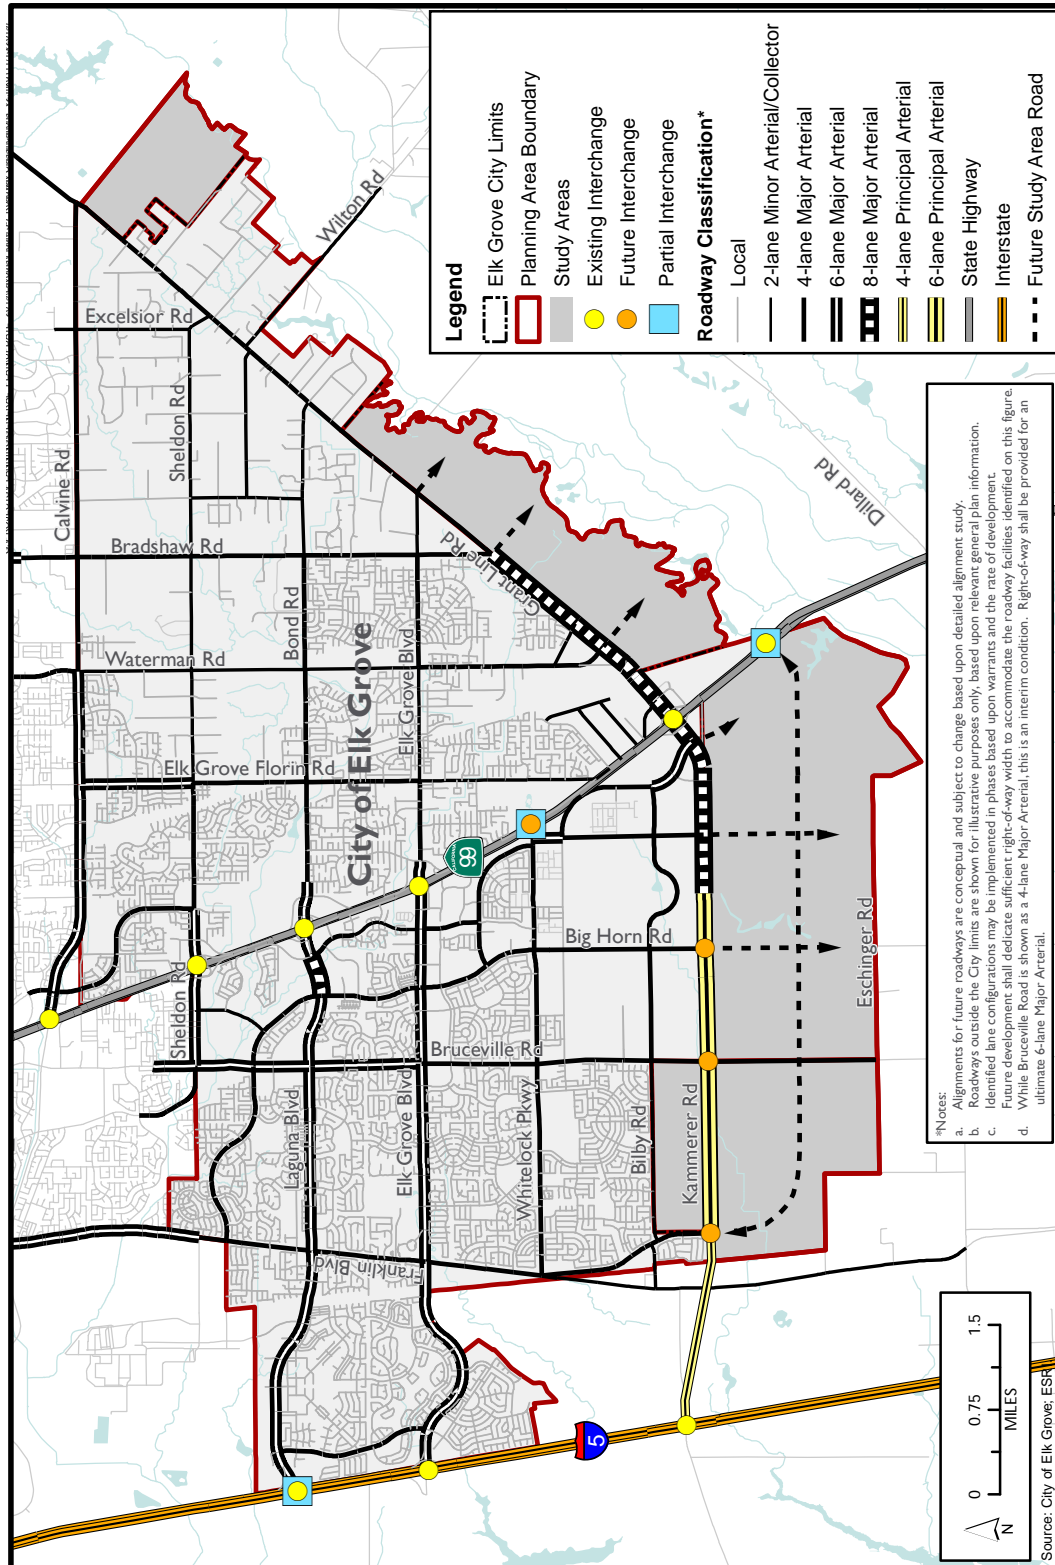 Calvine Rd
Excelsior Rd
Sheldon Rd
Bradshaw Rd
Wilton Rd
Bond Rd
Waterman Rd
Grant Line Rd
Elk Grove Florin Rd
City of Elk Grove
Elk Grove Blvd
99
Dillard Rd
Sheldon Rd
Big Horn Rd
Bruceville Rd
Laguna Blvd
Elk Grove Blvd
Whitelock Pkwy
Bilby Rd
Kammerer Rd
Eschinger Rd
Franklin Blvd
5
Legend
Elk Grove City Limits
Planning Area Boundary
Study Areas
Existing Interchange
Future Interchange
Partial Interchange
Roadway Classification*
Local
2-lane Minor Arterial/Collector
4-lane Major Arterial
6-lane Major Arterial
8-lane Major Arterial
4-lane Principal Arterial
6-lane Principal Arterial
State Highway
Interstate
Future Study Area Road
*Notes:
a. Alignments for future roadways are conceptual and subject to change based upon detailed alignment study.
b. Roadways outside the City limits are shown for illustrative purposes only, based upon relevant general plan information.
c. Identified lane configurations may be implemented in phases based upon warrants and the rate of development.
Future development shall dedicate sufficient right-of-way width to accommodate the roadway facilities identified on this figure.
d. While Bruceville Road is shown as a 4-lane Major Arterial, this is an interim condition. Right-of-way shall be provided for an
ultimate 6-lane Major Arterial.
N
0 0.75 1.5
MILES
Source: City of Elk Grove; ESRI